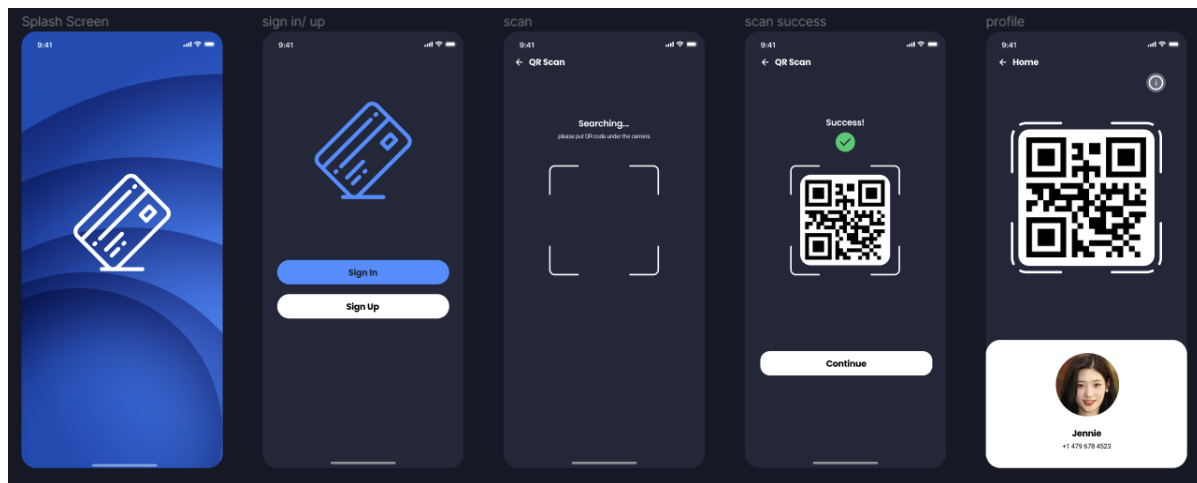 Splash Screen
9:41
sign in/ up
9:41
Sign In
Sign Up
scan
9:41
← QR Scan
Searching...
please put QR code under the camera
scan success
9:41
← QR Scan
Success!
Continue
profile
9:41
← Home
i
Jennie
+1 479 678 4523